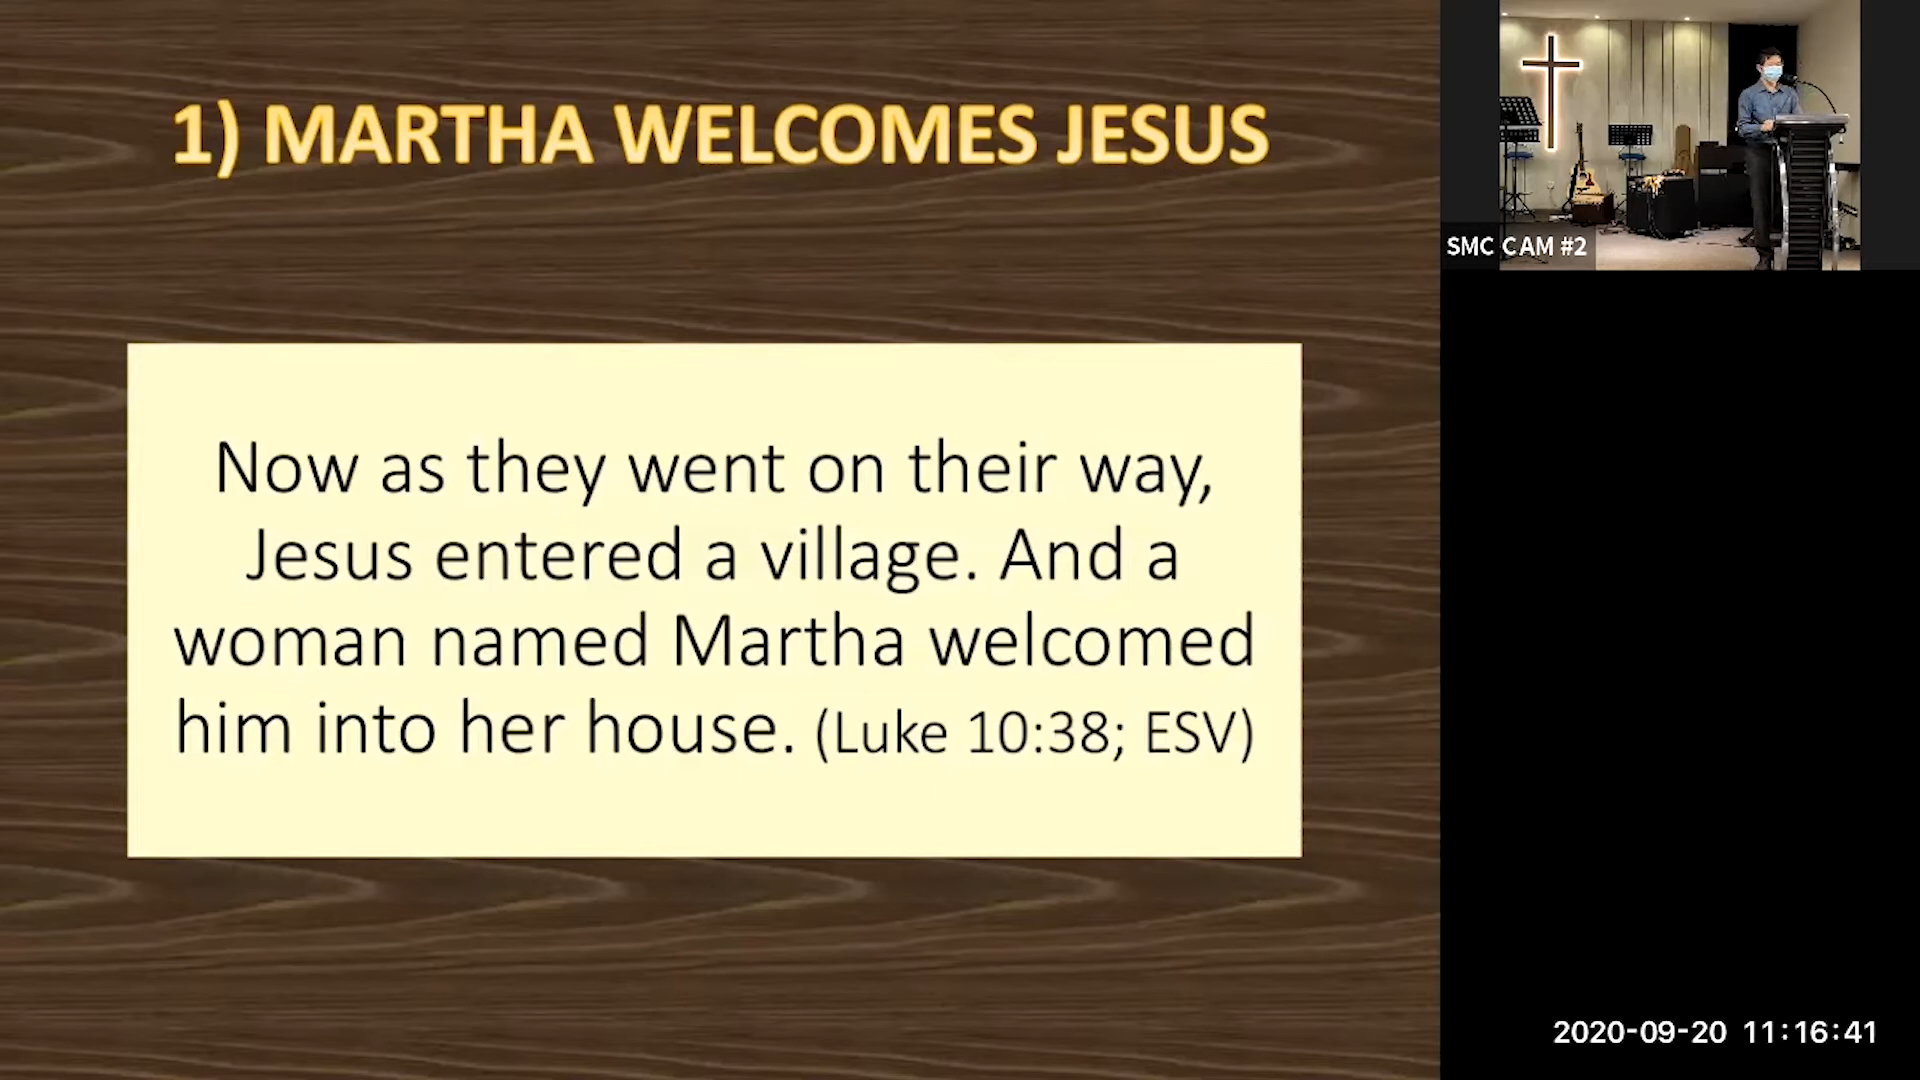 1) MARTHA WELCOMES JESUS
Now as they went on their way,
Jesus entered a village. And a
woman named Martha welcomed
him into her house. (Luke 10:38; ESV)
SMC CAM #2
2020-09-20 11:16:41